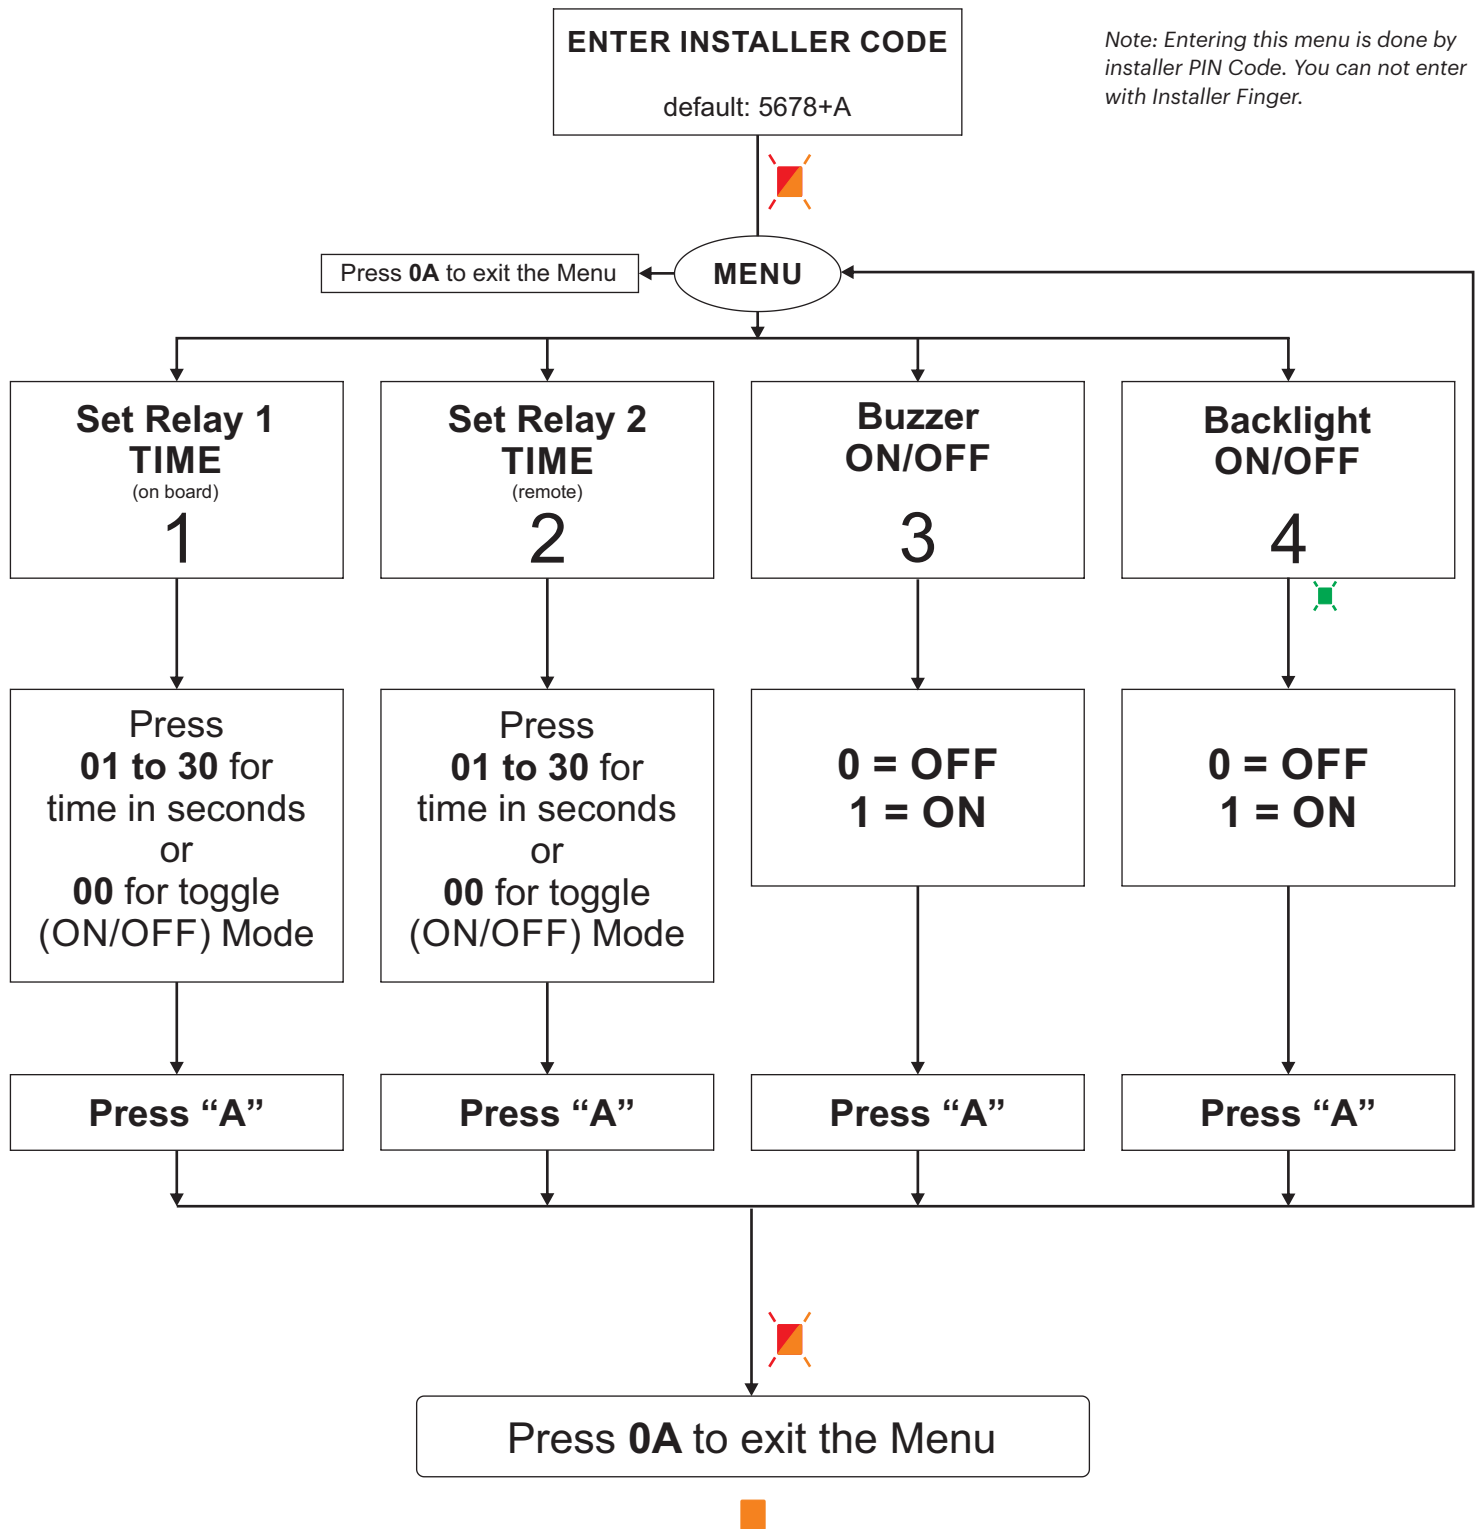 ENTER INSTALLER CODE
default: 5678+A
Note: Entering this menu is done by
installer PIN Code. You can not enter
with Installer Finger.
Press 0A to exit the Menu
MENU
Set Relay 1
TIME
(on board)
1
Set Relay 2
TIME
(remote)
2
Buzzer
ON/OFF
3
Backlight
ON/OFF
4
Press
01 to 30 for
time in seconds
or
00 for toggle
(ON/OFF) Mode
Press
01 to 30 for
time in seconds
or
00 for toggle
(ON/OFF) Mode
0 = OFF
1 = ON
0 = OFF
1 = ON
Press “A”
Press “A”
Press “A”
Press “A”
Press 0A to exit the Menu